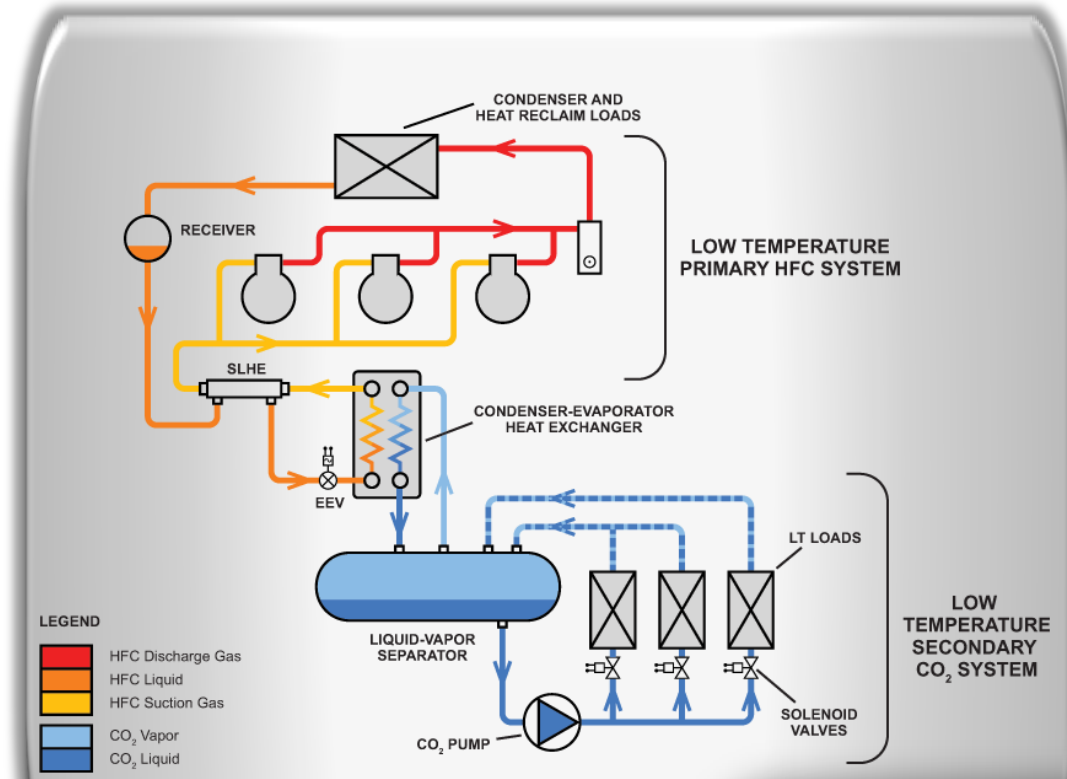 CONDENSER AND
HEAT RECLAIM LOADS
RECEIVER
LOW TEMPERATURE
PRIMARY HFC SYSTEM
SLHE
CONDENSER-EVAPORATOR
HEAT EXCHANGER
EEV
LT LOADS
LIQUID-VAPOR
SEPARATOR
LOW
TEMPERATURE
SECONDARY
CO₂ SYSTEM
SOLENOID
VALVES
CO₂ PUMP
LEGEND
HFC Discharge Gas
HFC Liquid
HFC Suction Gas
CO₂ Vapor
CO₂ Liquid